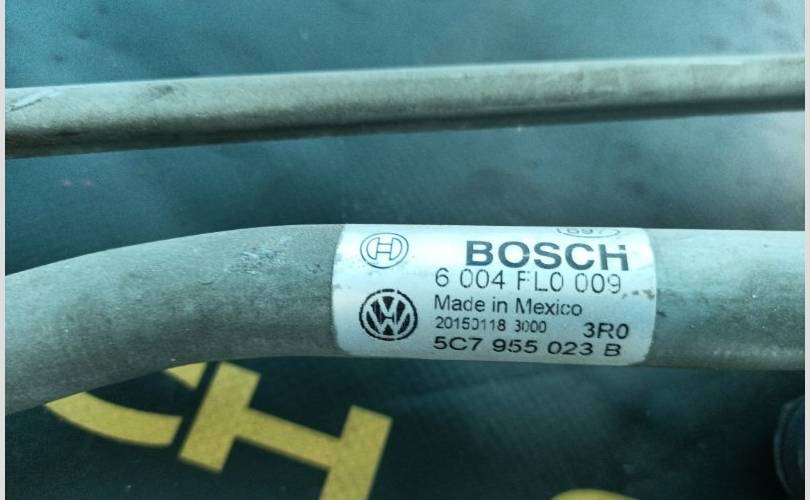 BOSCH
6 004 FL0 009
Made in Mexico
20150118 3000 3R0
5C7 955 023 B